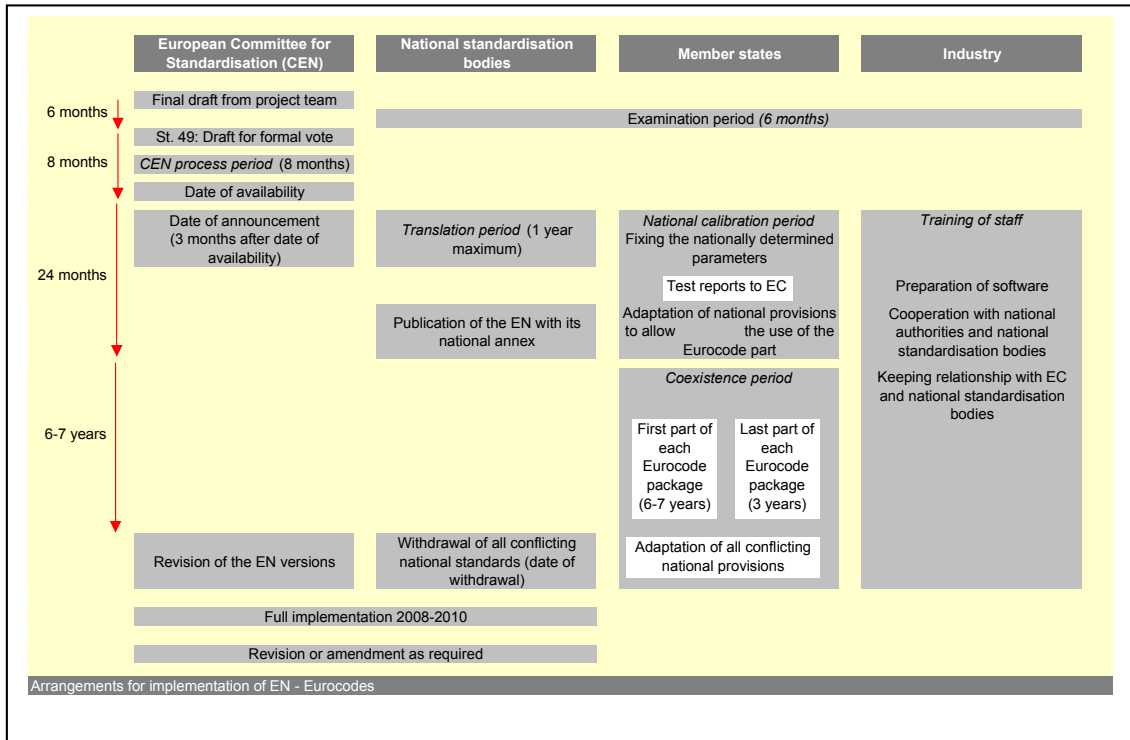 European Committee for
Standardisation (CEN)
National standardisation
bodies
Member states
Industry
6 months
Final draft from project team
Examination period (6 months)
St. 49: Draft for formal vote
8 months
CEN process period (8 months)
Date of availability
24 months
Date of announcement
(3 months after date of
availability)
Translation period (1 year
maximum)
National calibration period
Fixing the nationally determined
parameters
Training of staff
Test reports to EC
Preparation of software
Publication of the EN with its
national annex
Adaptation of national provisions
to allow the use of the
Eurocode part
Cooperation with national
authorities and national
standardisation bodies
6-7 years
Coexistence period
Keeping relationship with EC
and national standardisation
bodies
First part of
each
Eurocode
package
(6-7 years)
Last part of
each
Eurocode
package
(3 years)
Revision of the EN versions
Withdrawal of all conflicting
national standards (date of
withdrawal)
Adaptation of all conflicting
national provisions
Full implementation 2008-2010
Revision or amendment as required
Arrangements for implementation of EN - Eurocodes